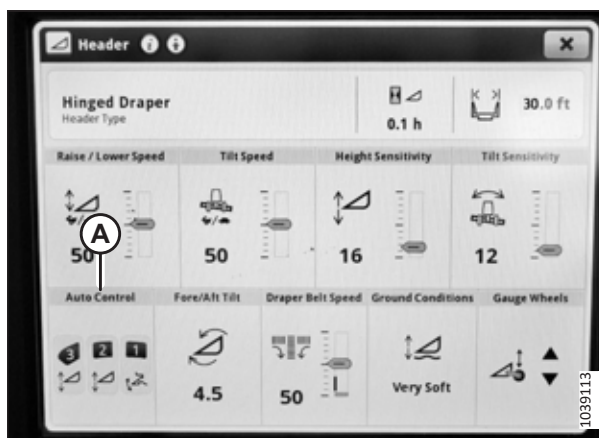 Header
Hinged Draper
Header Type
0.1 h
30.0 ft
Raise / Lower Speed
Tilt Speed
Height Sensitivity
Tilt Sensitivity
A
50
50
16
12
Auto Control
Fore/Aft Tilt
Draper Belt Speed
Ground Conditions
Gauge Wheels
3 2 1
4.5
50
Very Soft
1039113